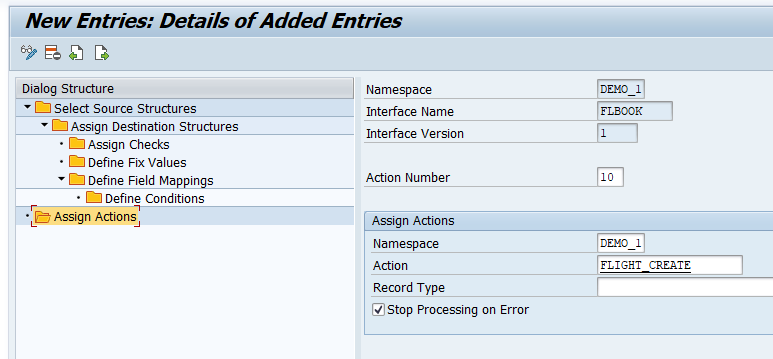 New Entries: Details of Added Entries
Dialog Structure
Select Source Structures
Assign Destination Structures
Assign Checks
Define Fix Values
Define Field Mappings
Define Conditions
Assign Actions
Namespace DEMO_1
Interface Name FLBOOK
Interface Version 1
Action Number 10
Assign Actions
Namespace DEMO_1
Action FLIGHT_CREATE
Record Type
Stop Processing on Error